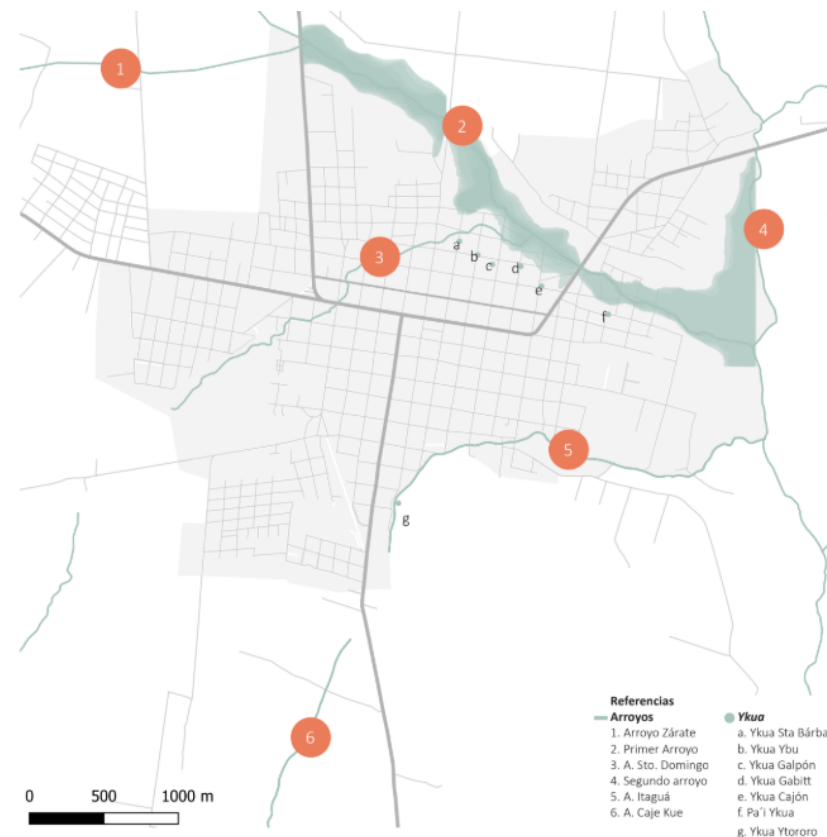 1
2
4
3
a
b
c
d
e
f
5
g
6
0 500 1000 m
Referencias
Arroyos
1. Arroyo Zárate
2. Primer Arroyo
3. A. Sto. Domingo
4. Segundo arroyo
5. A. Itaguá
6. A. Caje Kue
Ykua
a. Ykua Sta Bárba
b. Ykua Ybu
c. Ykua Galpón
d. Ykua Gabitt
e. Ykua Cajón
f. Pa´i Ykua
g. Ykua Ytororo